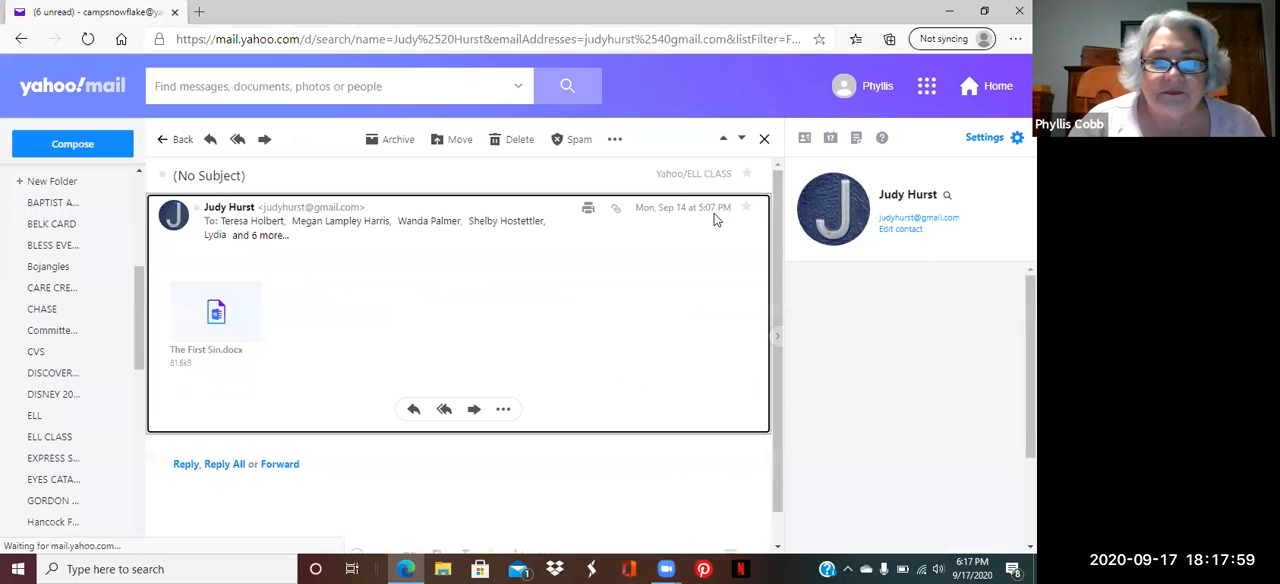 (6 unread) - campsnowflake@ya
https://mail.yahoo.com/d/search/name=Judy%2520Hurst&emailAddresses=judyhurst%2540gmail.com&listFilter=F...
Not syncing
yahoo!mail
Find messages, documents, photos or people
Phyllis
Home
Phyllis Cobb
Compose
Back
Archive
Move
Delete
Spam
Settings
New Folder
BAPTIST A...
BELK CARD
BLESS EVE...
Bojangles
CARE CRE...
CHASE
Committe...
CVS
DISCOVER...
DISNEY 20...
ELL
ELL CLASS
EXPRESS S...
EYES CATA...
GORDON ...
Hancock F...
(No Subject)
Yahoo/ELL CLASS
J
Judy Hurst <judyhurst@gmail.com>
Mon, Sep 14 at 5:07 PM
To: Teresa Holbert, Megan Lampley Harris, Wanda Palmer, Shelby Hostettler,
Lydia and 6 more...
The First Sin.docx
81.6kB
Reply, Reply All or Forward
J
Judy Hurst
judyhurst@gmail.com
Edit contact
Waiting for mail.yahoo.com...
Type here to search
6:17 PM
9/17/2020
2020-09-17 18:17:59